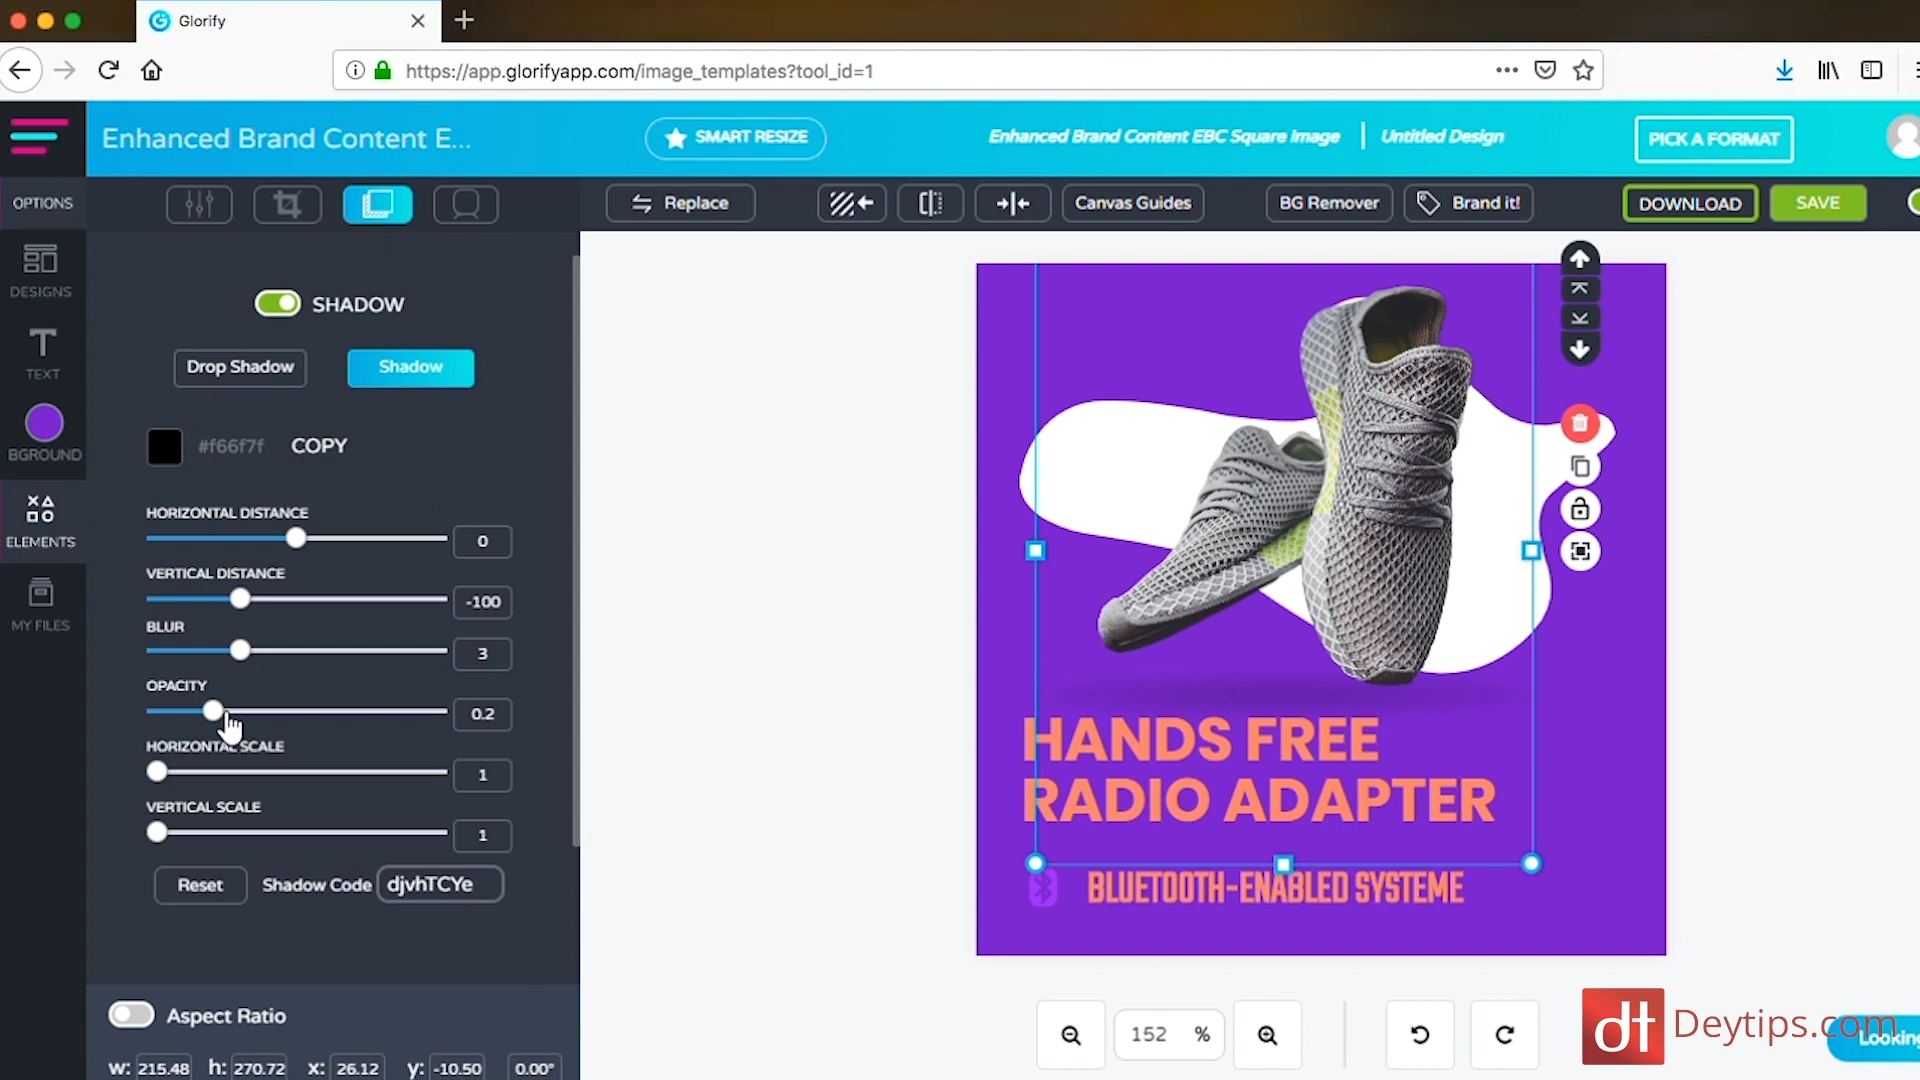 Glorify
https://app.glorifyapp.com/image_templates?tool_id=1
Enhanced Brand Content E...
SMART RESIZE
Enhanced Brand Content EBC Square Image
Untitled Design
PICK A FORMAT
OPTIONS
Replace
Canvas Guides
BG Remover
Brand it!
DOWNLOAD
SAVE
DESIGNS
TEXT
BGROUND
ELEMENTS
MY FILES
SHADOW
Drop Shadow
Shadow
#f66f7f COPY
HORIZONTAL DISTANCE
0
VERTICAL DISTANCE
-100
BLUR
3
OPACITY
0.2
HORIZONTAL SCALE
1
VERTICAL SCALE
1
Reset Shadow Code djvhTCYe
Aspect Ratio
w: 215.48 h: 270.72 x: 26.12 y: -10.50 0.00°
HANDS FREE
RADIO ADAPTER
BLUETOOTH-ENABLED SYSTEME
152 %
dt Deytips.com
Looking